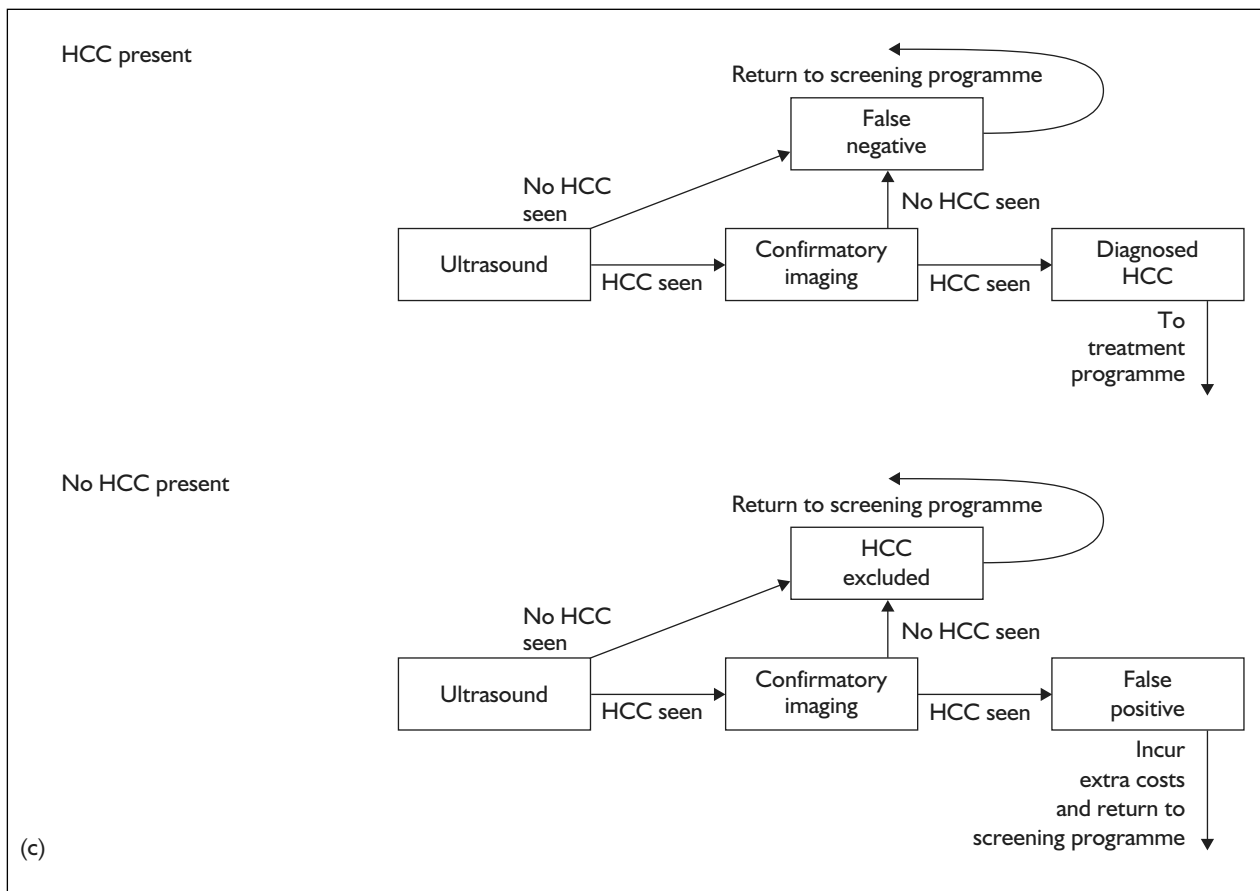 HCC present
Return to screening programme
False
negative
No HCC
seen
No HCC seen
Ultrasound
HCC seen
Confirmatory
imaging
HCC seen
Diagnosed
HCC
To
treatment
programme
No HCC present
Return to screening programme
HCC
excluded
No HCC
seen
No HCC seen
Ultrasound
HCC seen
Confirmatory
imaging
HCC seen
False
positive
Incur
extra costs
and return to
screening programme
(c)